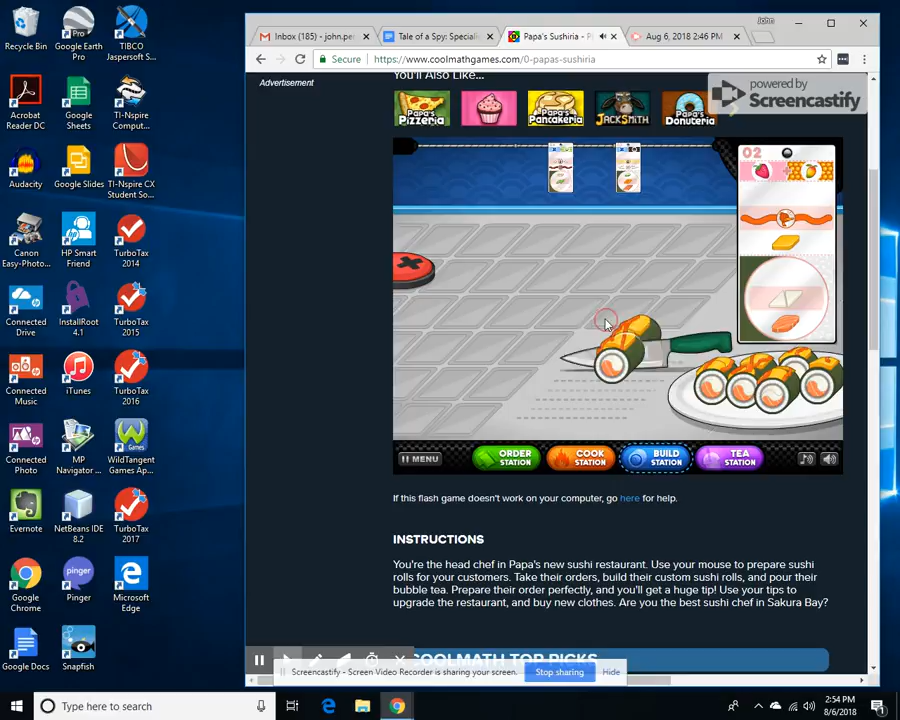 John
Inbox (185) - john.pe
Tale of a Spy: Special
Papa's Sushiria - P
Aug 6, 2018 2:46 PM
Secure
https://www.coolmathgames.com/0-papas-sushiria
Advertisement
You'll Also Like...
powered by
Screencastify
Papa's
Pizzeria
Papa's
Pancakeria
JACKSMITH
Papa's
Donuteria
02
MENU
ORDER
STATION
COOK
STATION
BUILD
STATION
TEA
STATION
If this flash game doesn't work on your computer, go here for help.
INSTRUCTIONS
You're the head chef in Papa's new sushi restaurant. Use your mouse to prepare sushi
rolls for your customers. Take their orders, build their custom sushi rolls, and pour their
bubble tea. Prepare their order perfectly, and you'll get a huge tip! Use your tips to
upgrade the restaurant, and buy new clothes. Are you the best sushi chef in Sakura Bay?
COOLMATH TOP PICKS
Screencastify - Screen Video Recorder is sharing your screen.
Stop sharing
Hide
Recycle Bin
Google Earth
Pro
TIBCO
Jaspersoft S...
Acrobat
Reader DC
Google
Sheets
TI-Nspire
Comput...
Audacity
Google Slides
TI-Nspire CX
Student So...
Canon
Easy-Photo...
HP Smart
Friend
TurboTax
2014
Connected
Drive
InstallRoot
4.1
TurboTax
2015
Connected
Music
iTunes
TurboTax
2016
Connected
Photo
MP
Navigator ...
WildTangent
Games Ap...
Evernote
NetBeans IDE
8.2
TurboTax
2017
Google
Chrome
Pinger
Microsoft
Edge
Google Docs
Snapfish
Type here to search
2:54 PM
8/6/2018